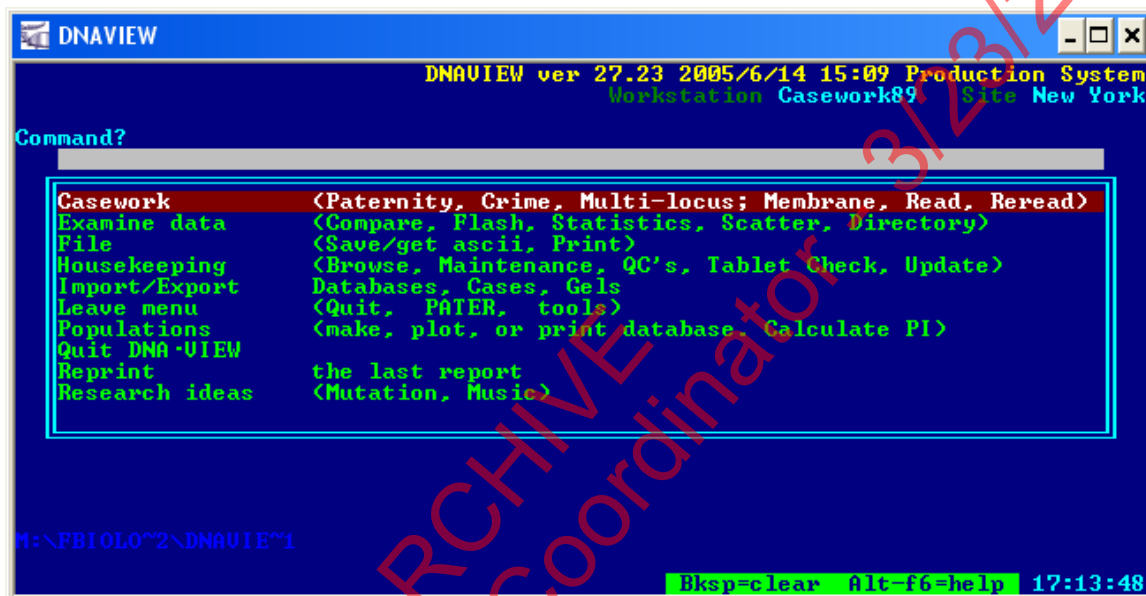 DNAVIEW
DNAVIEW ver 27.23 2005/6/14 15:09 Production System
Workstation Casework89 Site New York
Command?
Casework (Paternity, Crime, Multi-locus; Membrane, Read, Reread)
Examine data (Compare, Flash, Statistics, Scatter, Directory)
File (Save/get ascii, Print)
Housekeeping (Browse, Maintenance, QC's, Tablet Check, Update)
Import/Export Databases, Cases, Gels
Leave menu (Quit, PATER, tools)
Populations (make, plot, or print database. Calculate PI)
Quit DNA·VIEW
Reprint the last report
Research ideas (Mutation, Music)
M:\FBIOLO~2\DNAVIE~1
Bksp=clear Alt-f6=help 17:13:48
RCHIVE
Coordinator - 3/23/2